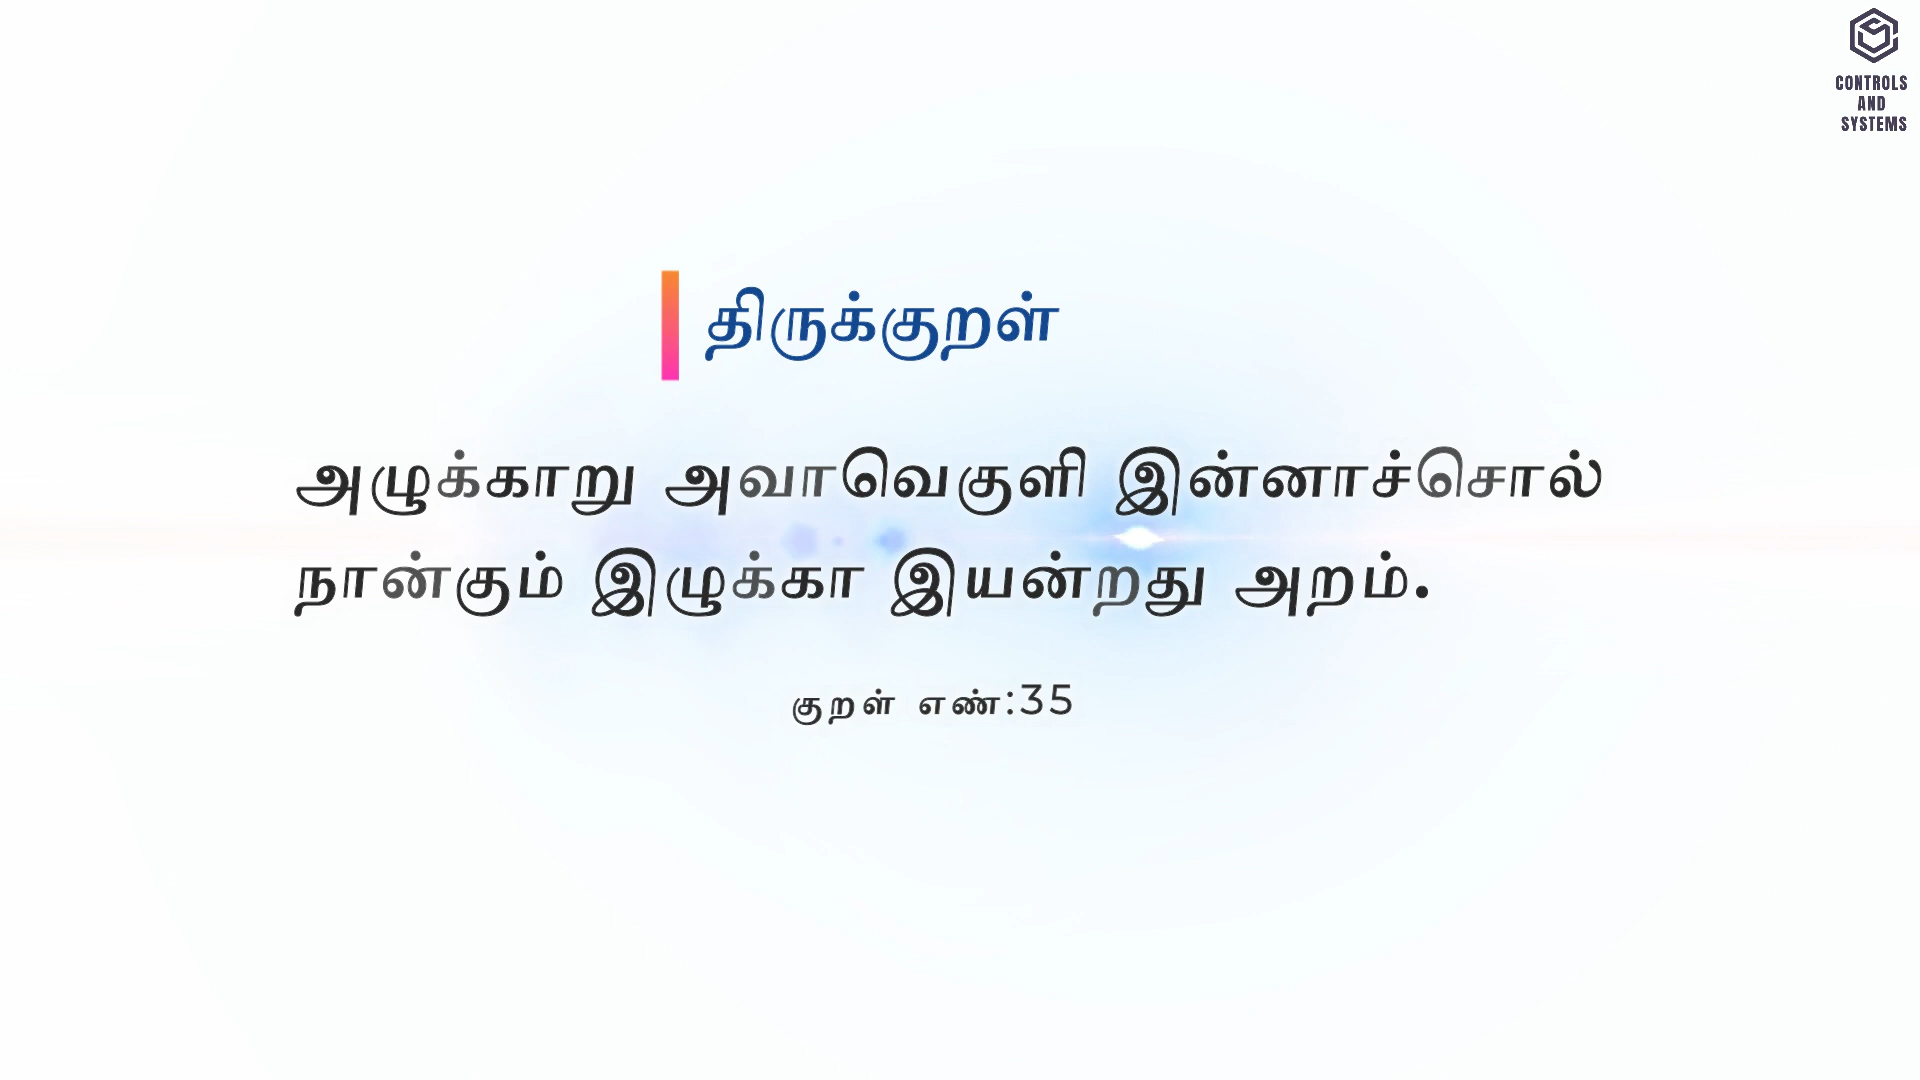 CONTROLS
AND
SYSTEMS
திருக்குறள்
அழுக்காறு அவாவெகுளி இன்னாச்சொல்
நான்கும் இழுக்கா இயன்றது அறம்.
குறள் எண்:35